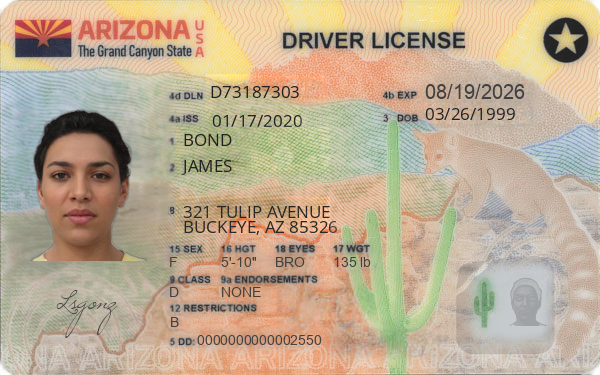 ARIZONA USA
The Grand Canyon State
DRIVER LICENSE
4d DLN D73187303 4b EXP 08/19/2026
4a ISS 01/17/2020 3 DOB 03/26/1999
1 BOND
2 JAMES
8 321 TULIP AVENUE
BUCKEYE, AZ 85326
15 SEX 16 HGT 18 EYES 17 WGT
F 5'-10" BRO 135 lb
9 CLASS 9a ENDORSEMENTS
D NONE
12 RESTRICTIONS
B
5 DD: 0000000000002550
ARIZONA ARIZONA ARIZONA ARIZONA